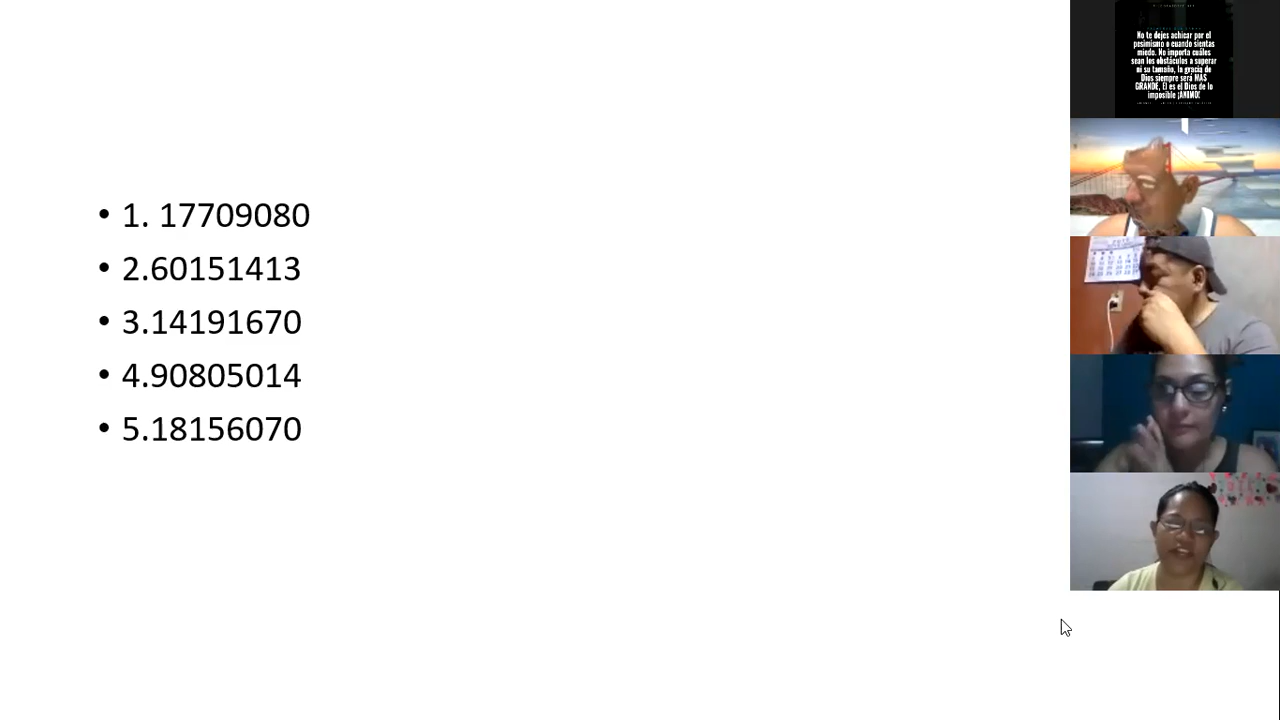 • 1. 17709080
• 2.60151413
• 3.14191670
• 4.90805014
• 5.18156070
No te dejes achicar por el
pesimismo o cuando sientas
miedo. No importa cuáles
sean los obstáculos a superar
ni su tamaño, la gracia de
Dios siempre será MAS
GRANDE, El es el Dios de lo
imposible ¡ANIMO!